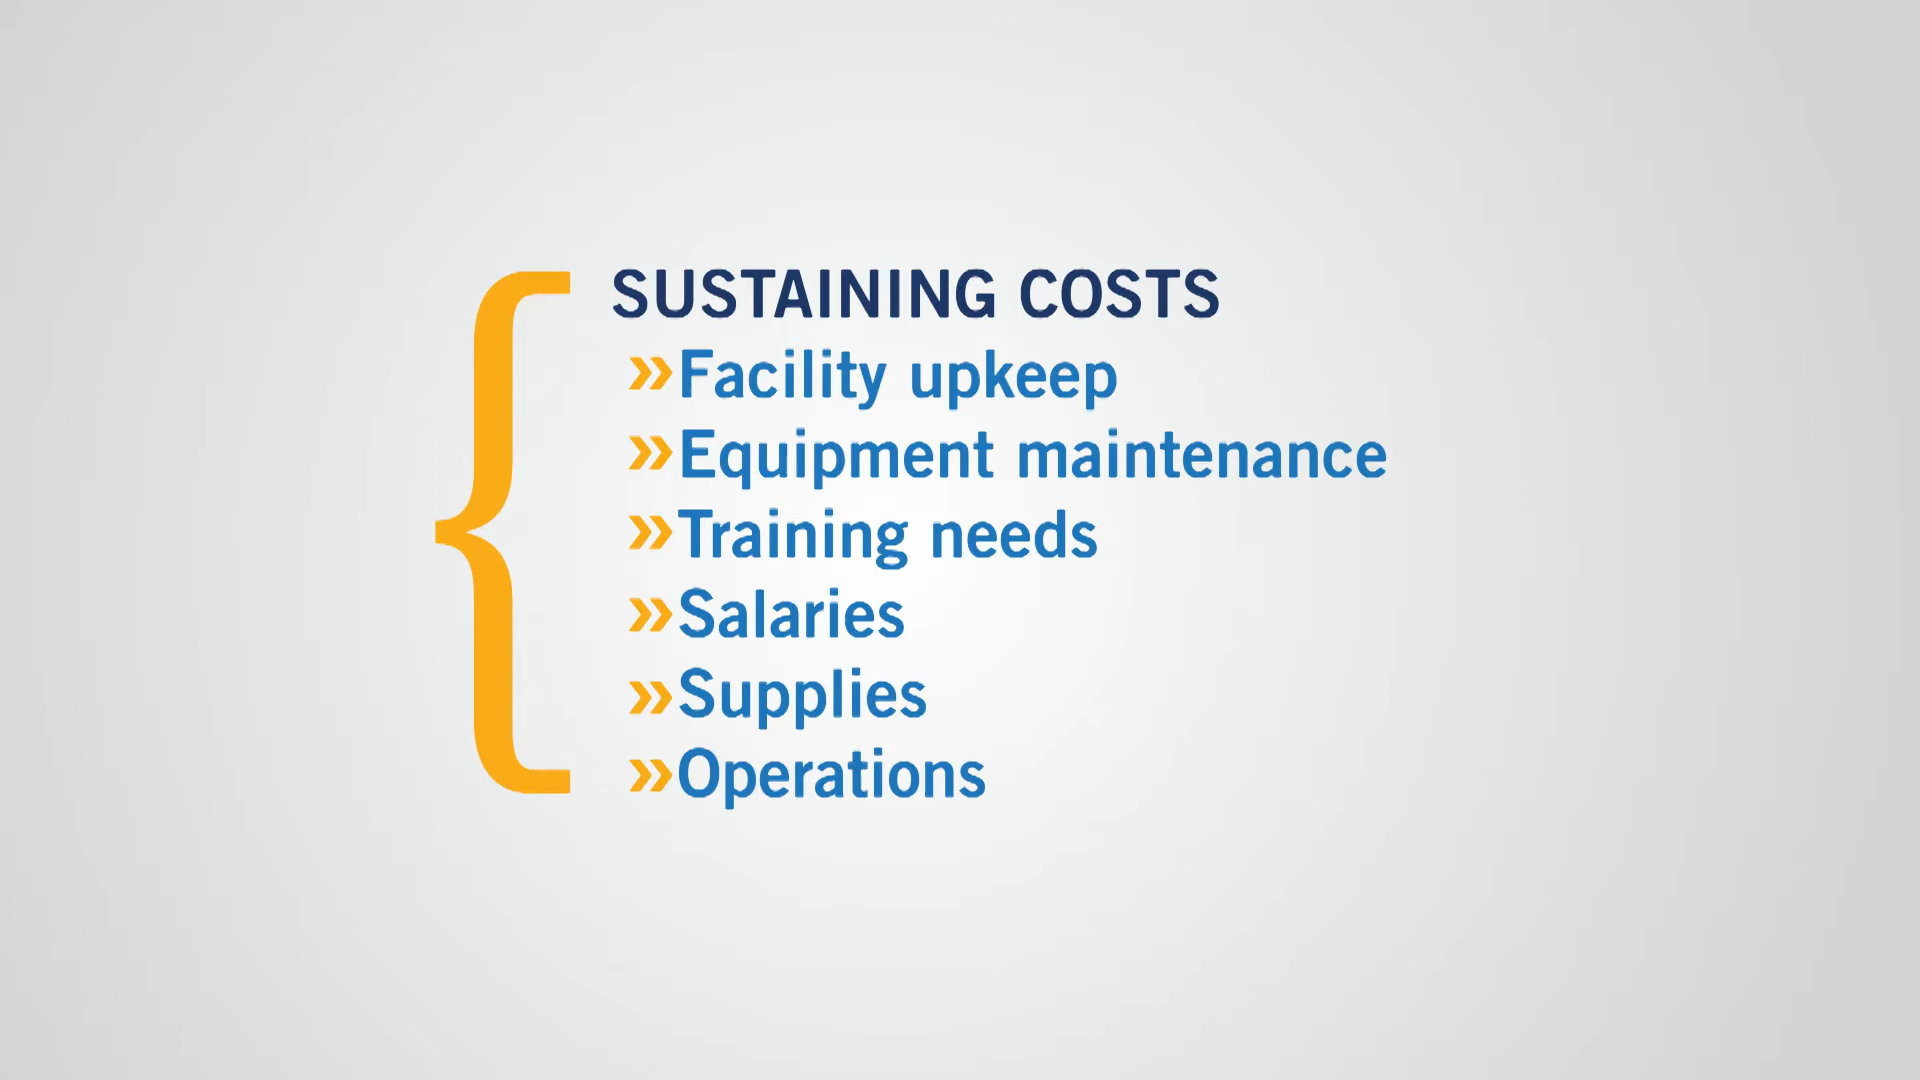 SUSTAINING COSTS
»Facility upkeep
»Equipment maintenance
»Training needs
»Salaries
»Supplies
»Operations